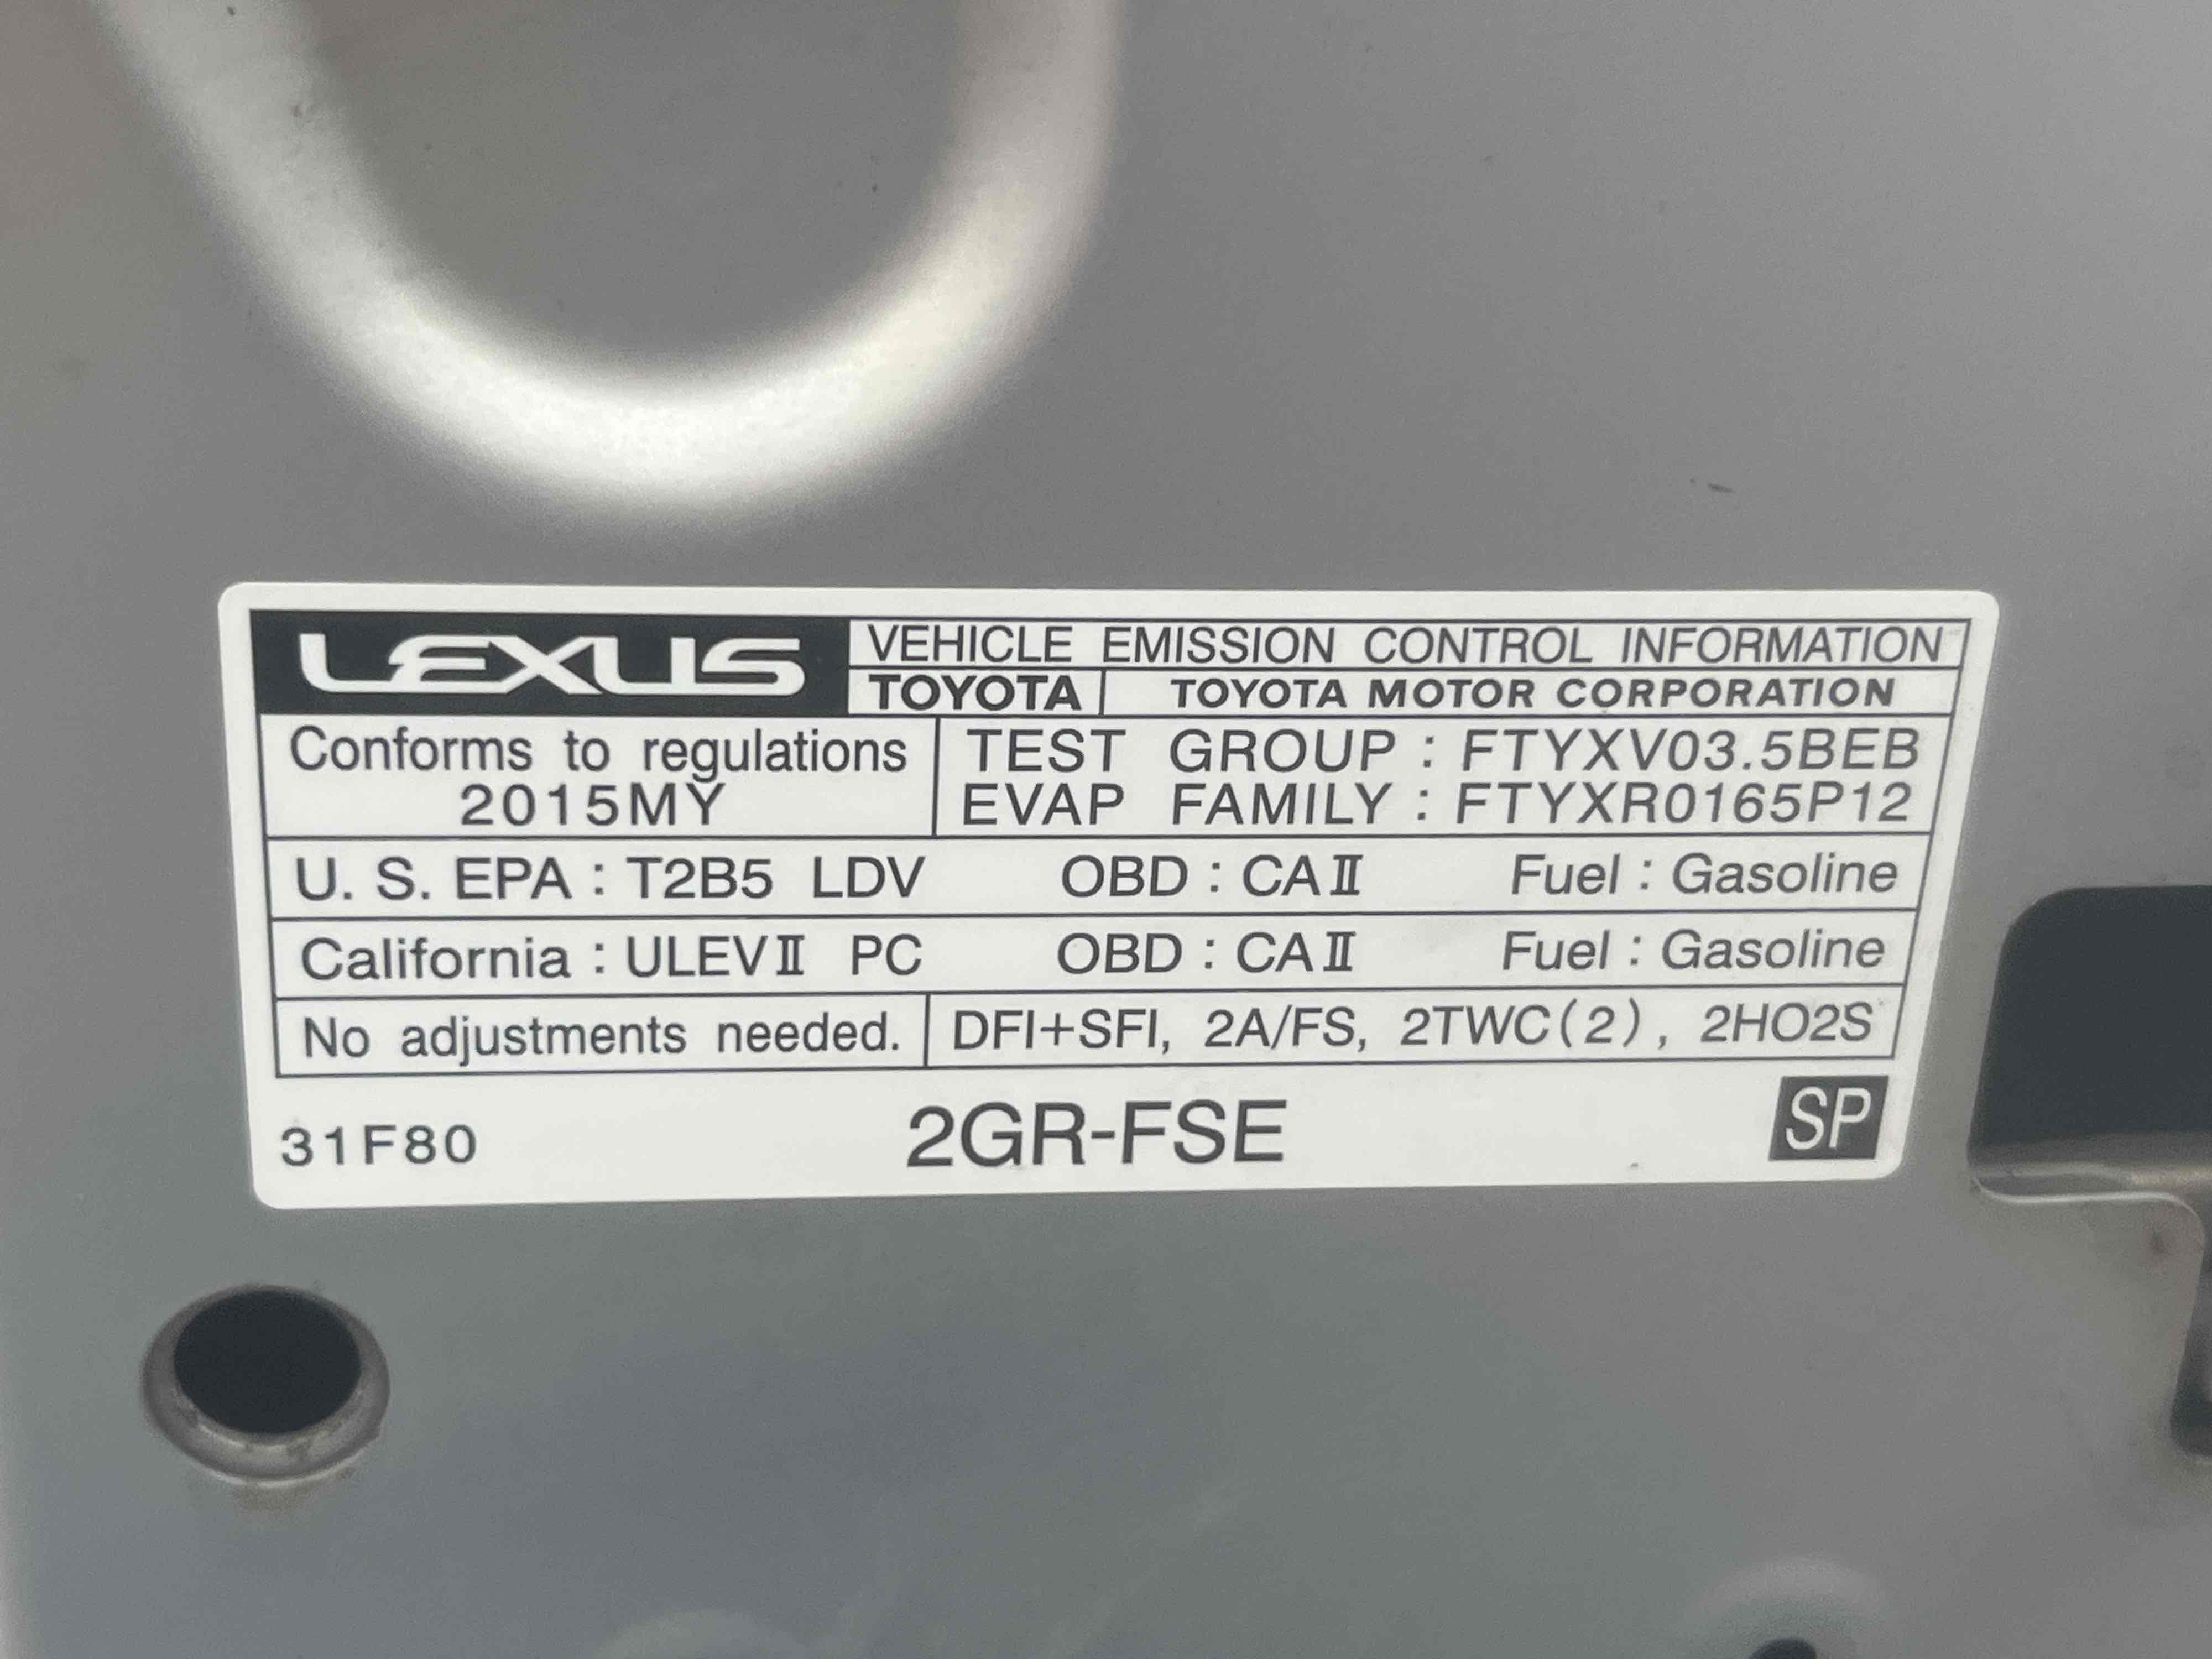 LEXUS VEHICLE EMISSION CONTROL INFORMATION
TOYOTA TOYOTA MOTOR CORPORATION
Conforms to regulations
2015MY
TEST GROUP : FTYXV03.5BEB
EVAP FAMILY : FTYXR0165P12
U. S. EPA : T2B5 LDV OBD : CAⅡ Fuel : Gasoline
California : ULEVⅡ PC OBD : CAⅡ Fuel : Gasoline
No adjustments needed. DFI+SFI, 2A/FS, 2TWC(2), 2HO2S
31F80 2GR-FSE SP